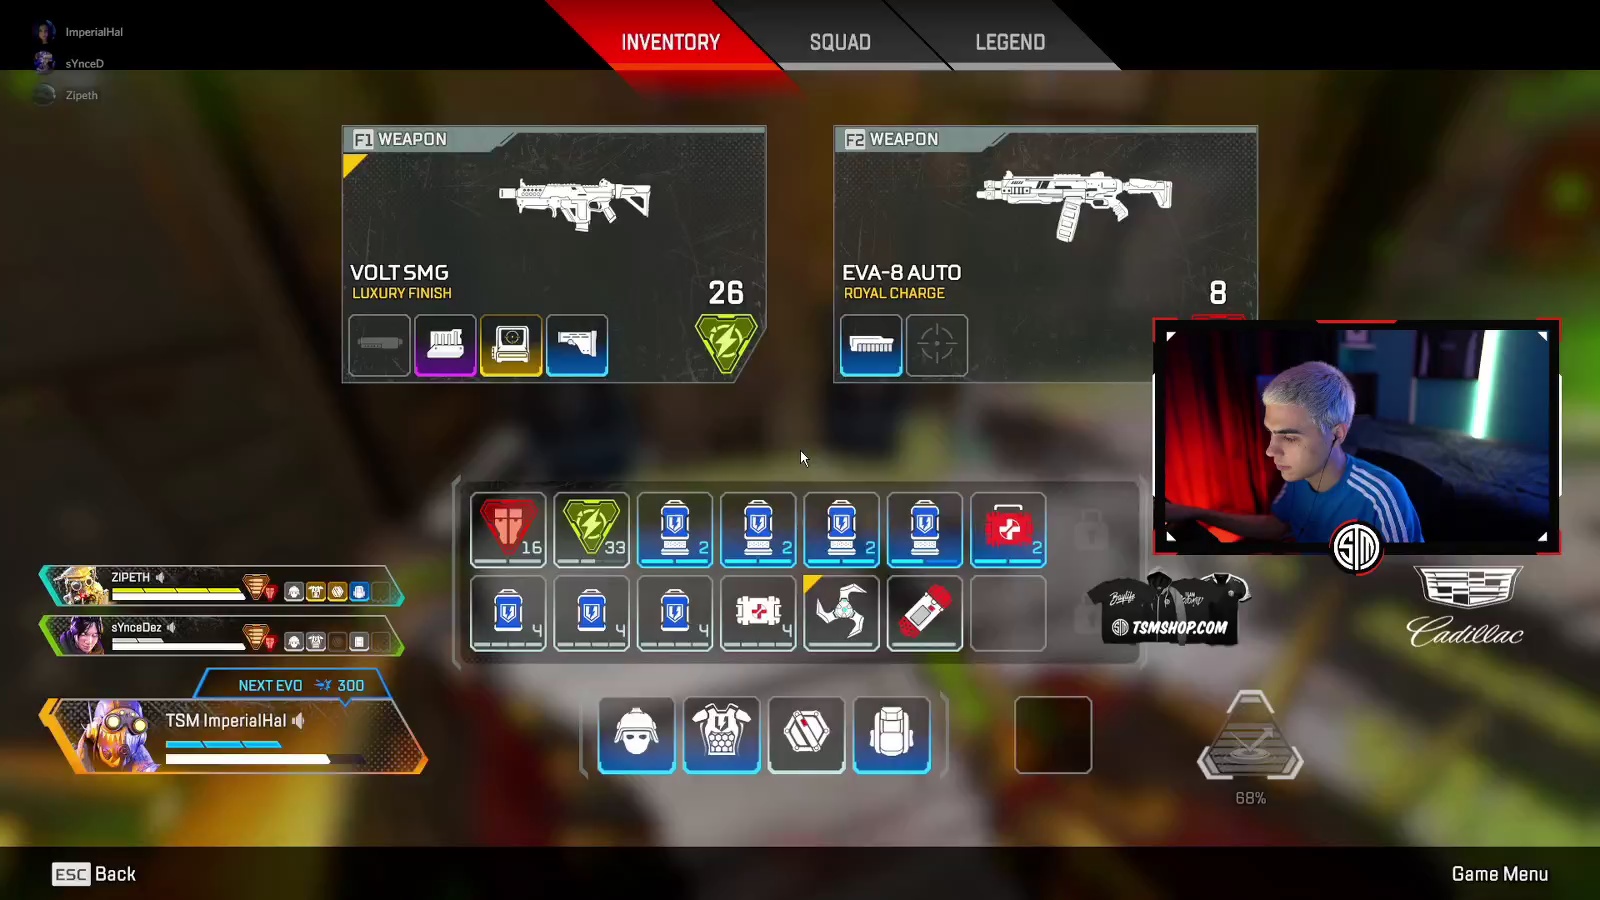 ImperialHal
sYnceD
Zipeth
INVENTORY
SQUAD
LEGEND
F1 WEAPON
VOLT SMG
LUXURY FINISH
26
F2 WEAPON
EVA-8 AUTO
ROYAL CHARGE
8
16
33
2
2
2
2
4
4
4
4
ZIPETH
sYnceDez
NEXT EVO 300
TSM ImperialHal
TSM
TSMSHOP.COM
Cadillac
68%
ESC Back
Game Menu